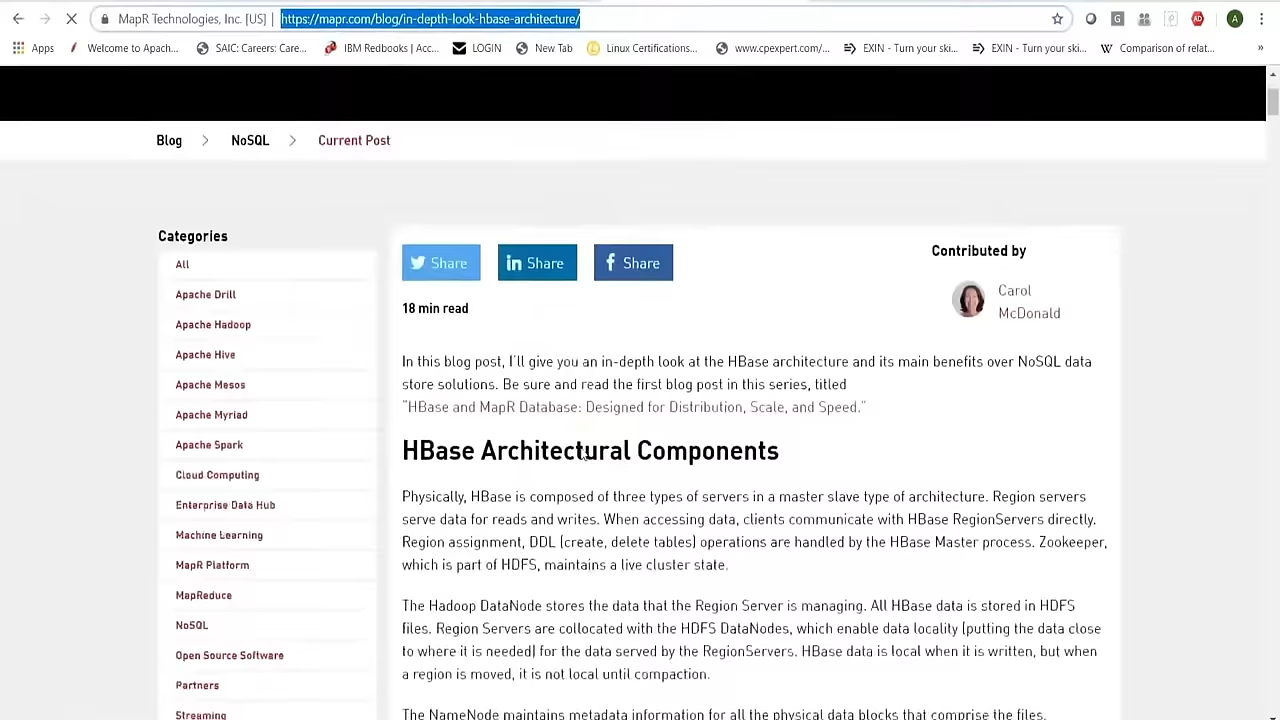 MapR Technologies, Inc. [US] | https://mapr.com/blog/in-depth-look-hbase-architecture/
Apps Welcome to Apach... SAIC: Careers: Care... IBM Redbooks | Acc... LOGIN New Tab Linux Certifications... www.cpexpert.com/... EXIN - Turn your ski... EXIN - Turn your ski... Comparison of relat... »
Blog > NoSQL > Current Post
Categories
All
Apache Drill
Apache Hadoop
Apache Hive
Apache Mesos
Apache Myriad
Apache Spark
Cloud Computing
Enterprise Data Hub
Machine Learning
MapR Platform
MapReduce
NoSQL
Open Source Software
Partners
Streaming
Share Share Share
18 min read
Contributed by
Carol
McDonald
In this blog post, I'll give you an in-depth look at the HBase architecture and its main benefits over NoSQL data
store solutions. Be sure and read the first blog post in this series, titled
"HBase and MapR Database: Designed for Distribution, Scale, and Speed."
HBase Architectural Components
Physically, HBase is composed of three types of servers in a master slave type of architecture. Region servers
serve data for reads and writes. When accessing data, clients communicate with HBase RegionServers directly.
Region assignment, DDL (create, delete tables) operations are handled by the HBase Master process. Zookeeper,
which is part of HDFS, maintains a live cluster state.
The Hadoop DataNode stores the data that the Region Server is managing. All HBase data is stored in HDFS
files. Region Servers are collocated with the HDFS DataNodes, which enable data locality (putting the data close
to where it is needed) for the data served by the RegionServers. HBase data is local when it is written, but when
a region is moved, it is not local until compaction.
The NameNode maintains metadata information for all the physical data blocks that comprise the files.